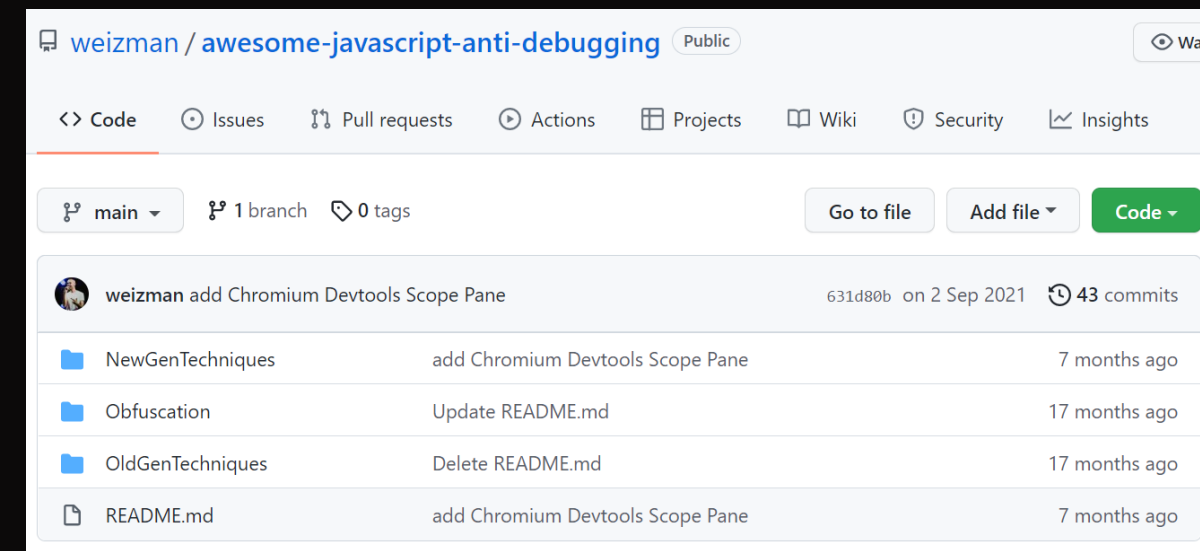 weizman / awesome-javascript-anti-debugging Public
Code Issues Pull requests Actions Projects Wiki Security Insights
main 1 branch 0 tags Go to file Add file Code
weizman add Chromium Devtools Scope Pane 631d80b on 2 Sep 2021 43 commits
NewGenTechniques add Chromium Devtools Scope Pane 7 months ago
Obfuscation Update README.md 17 months ago
OldGenTechniques Delete README.md 17 months ago
README.md add Chromium Devtools Scope Pane 7 months ago